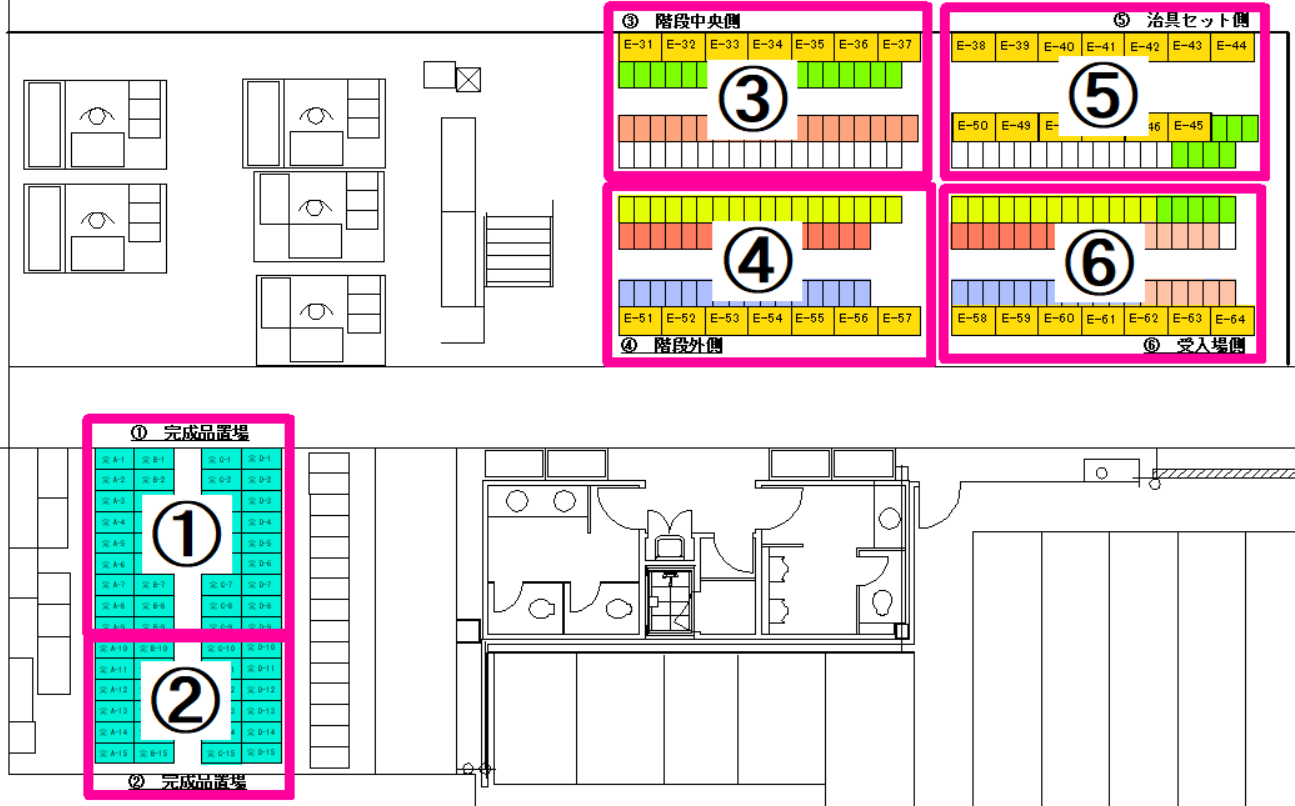 ③ 階段中央側
⑤ 治具セット側
E-31 E-32 E-33 E-34 E-35 E-36 E-37
E-38 E-39 E-40 E-41 E-42 E-43 E-44
③
⑤
E-50 E-49 E- 46 E-45
④
⑥
E-51 E-52 E-53 E-54 E-55 E-56 E-57
E-58 E-59 E-60 E-61 E-62 E-63 E-64
④ 階段外側
⑥ 受入場側
① 完成品置場
完 A-1 完 B-1 完 C-1 完 D-1
完 A-2 完 B-2 完 C-2 完 D-2
完 A-3 完 D-3
完 A-4 完 D-4
完 A-5 完 D-5
完 A-6 完 D-6
①
完 A-7 完 B-7 完 C-7 完 D-7
完 A-8 完 B-8 完 C-8 完 D-8
完 A-9 完 B-9 完 C-9 完 D-9
完 A-10 完 B-10 完 C-10 完 D-10
完 A-11 1 完 D-11
完 A-12 2 完 D-12
②
完 A-13 3 完 D-13
完 A-14 4 完 D-14
完 A-15 完 B-15 完 C-15 完 D-15
② 完成品置場